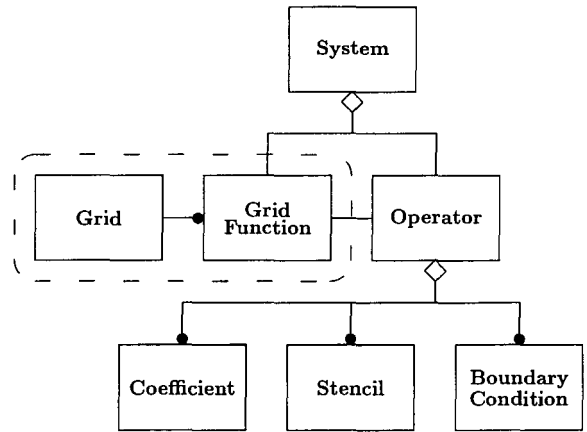 System
Grid
Grid
Function
Operator
Coefficient
Stencil
Boundary
Condition